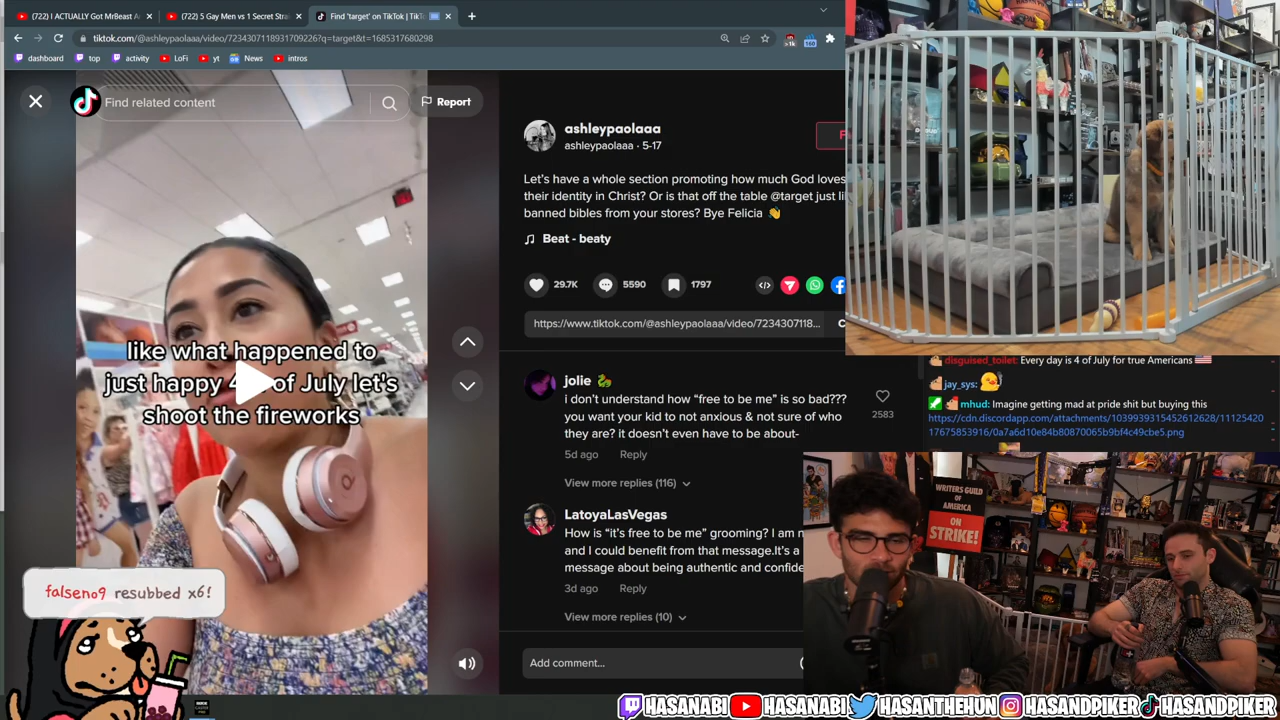 (722) I ACTUALLY Got MrBeast A
(722) 5 Gay Men vs 1 Secret Stra
Find 'target' on TikTok | TikT
tiktok.com/@ashleypaolaaa/video/7234307118931709226?q=target&t=1685317680298
dashboard
top
activity
LoFi
yt
News
intros
>1k
168
Find related content
Report
like what happened to
just happy 4 of July let's
shoot the fireworks
falseno9 resubbed x6!
ashleypaolaaa
ashleypaolaaa · 5-17
Let's have a whole section promoting how much God loves
their identity in Christ? Or is that off the table @target just li
banned bibles from your stores? Bye Felicia 👋
Beat - beaty
29.7K
5590
1797
https://www.tiktok.com/@ashleypaolaaa/video/7234307118...
jolie 🐍
i don't understand how “free to be me” is so bad???
you want your kid to not anxious & not sure of who
they are? it doesn't even have to be about-
2583
5d ago Reply
View more replies (116)
LatoyaLasVegas
How is “it's free to be me” grooming? I am n
and I could benefit from that message.It's a
message about being authentic and confide
3d ago Reply
View more replies (10)
Add comment...
disguised_toilet: Every day is 4 of July for true Americans 🇺🇸
jay_sys:
mhud: Imagine getting mad at pride shit but buying this
https://cdn.discordapp.com/attachments/1039939315452612628/11125420
17675853916/0a7a6d10e84b80870065b9bf4c49cbe5.png
WRITERS GUILD
OF
AMERICA
ON
STRIKE!
HASANABI
HASANABI
HASANTHEHUN
HASANDPIKER
HASANDPIKER